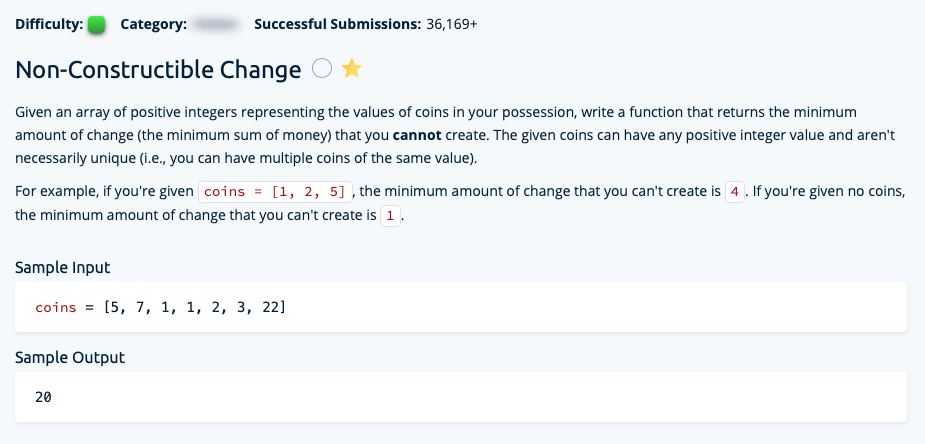 Difficulty: Category: Successful Submissions: 36,169+
Non-Constructible Change
Given an array of positive integers representing the values of coins in your possession, write a function that returns the minimum
amount of change (the minimum sum of money) that you cannot create. The given coins can have any positive integer value and aren't
necessarily unique (i.e., you can have multiple coins of the same value).
For example, if you're given coins = [1, 2, 5], the minimum amount of change that you can't create is 4. If you're given no coins,
the minimum amount of change that you can't create is 1.
Sample Input
coins = [5, 7, 1, 1, 2, 3, 22]
Sample Output
20